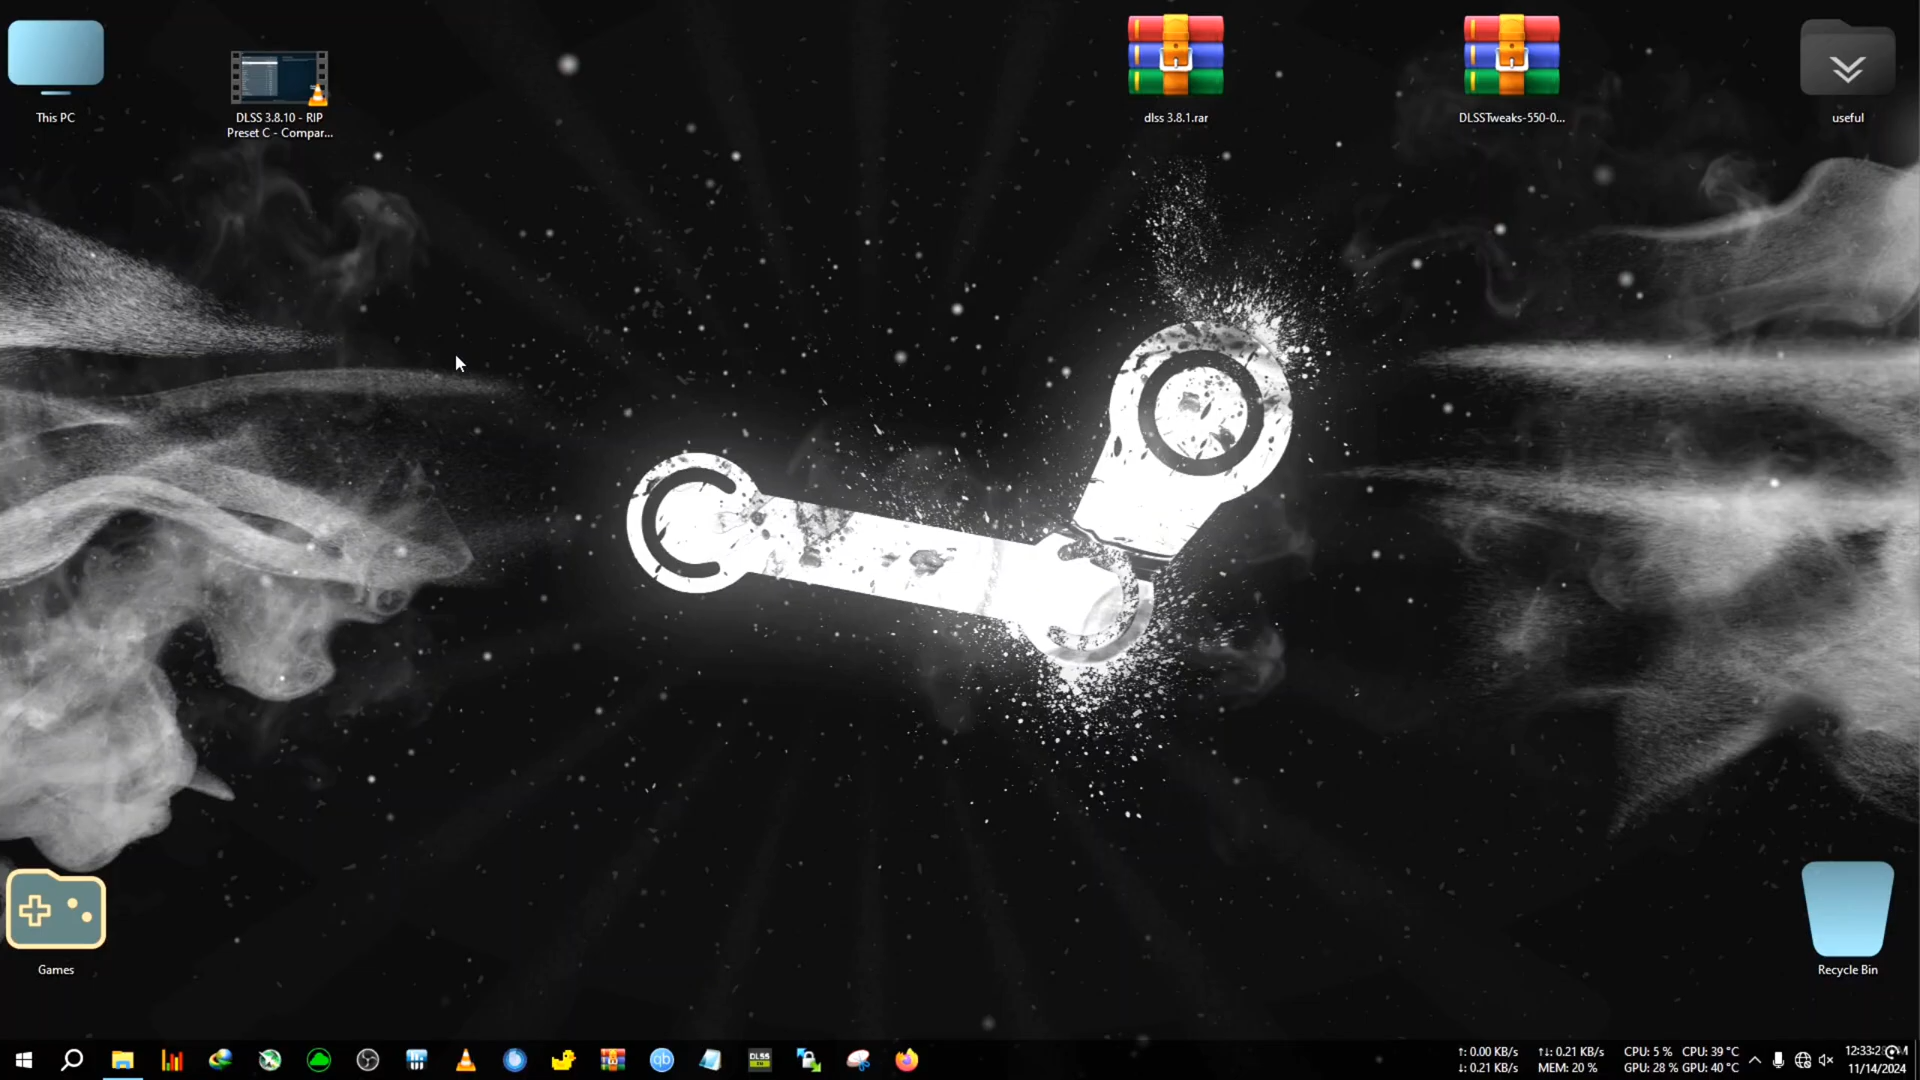 This PC
DLSS 3.8.10 - RIP
Preset C - Compar...
dlss 3.8.1.rar
DLSSTweaks-550-0...
useful
Games
Recycle Bin
qb
DLSS
↑: 0.00 KB/s
↓: 0.21 KB/s
↑↓: 0.21 KB/s
MEM: 20 %
CPU: 5 %
GPU: 28 %
CPU: 39 °C
GPU: 40 °C
11/14/2024